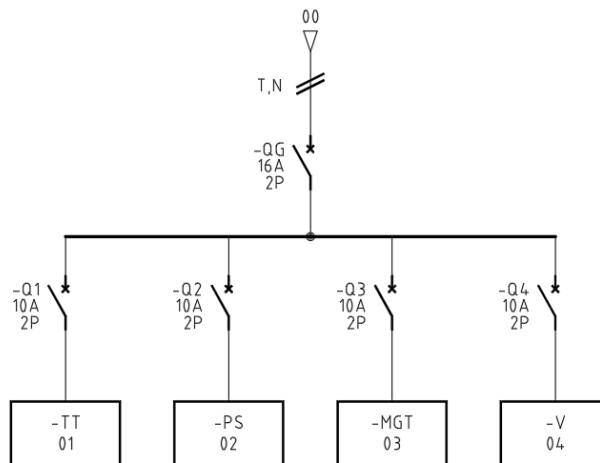 00
T,N
-QG
16A
2P
-Q1
10A
2P
-Q2
10A
2P
-Q3
10A
2P
-Q4
10A
2P
-TT
01
-PS
02
-MGT
03
-V
04